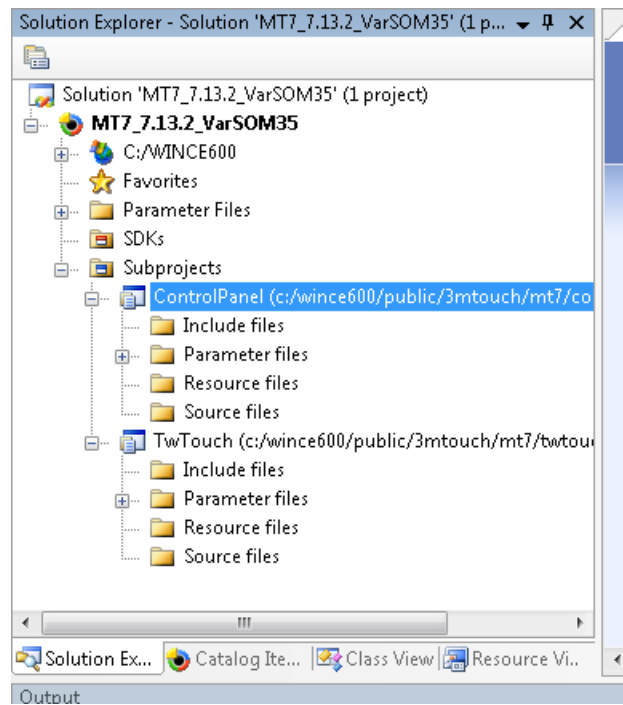 Solution Explorer - Solution 'MT7_7.13.2_VarSOM35' (1 p...
Solution 'MT7_7.13.2_VarSOM35' (1 project)
MT7_7.13.2_VarSOM35
C:/WINCE600
Favorites
Parameter Files
SDKs
Subprojects
ControlPanel (c:/wince600/public/3mtouch/mt7/co
Include files
Parameter files
Resource files
Source files
TwTouch (c:/wince600/public/3mtouch/mt7/twtou
Include files
Parameter files
Resource files
Source files
Solution Ex... Catalog Ite... Class View Resource Vi..
Output